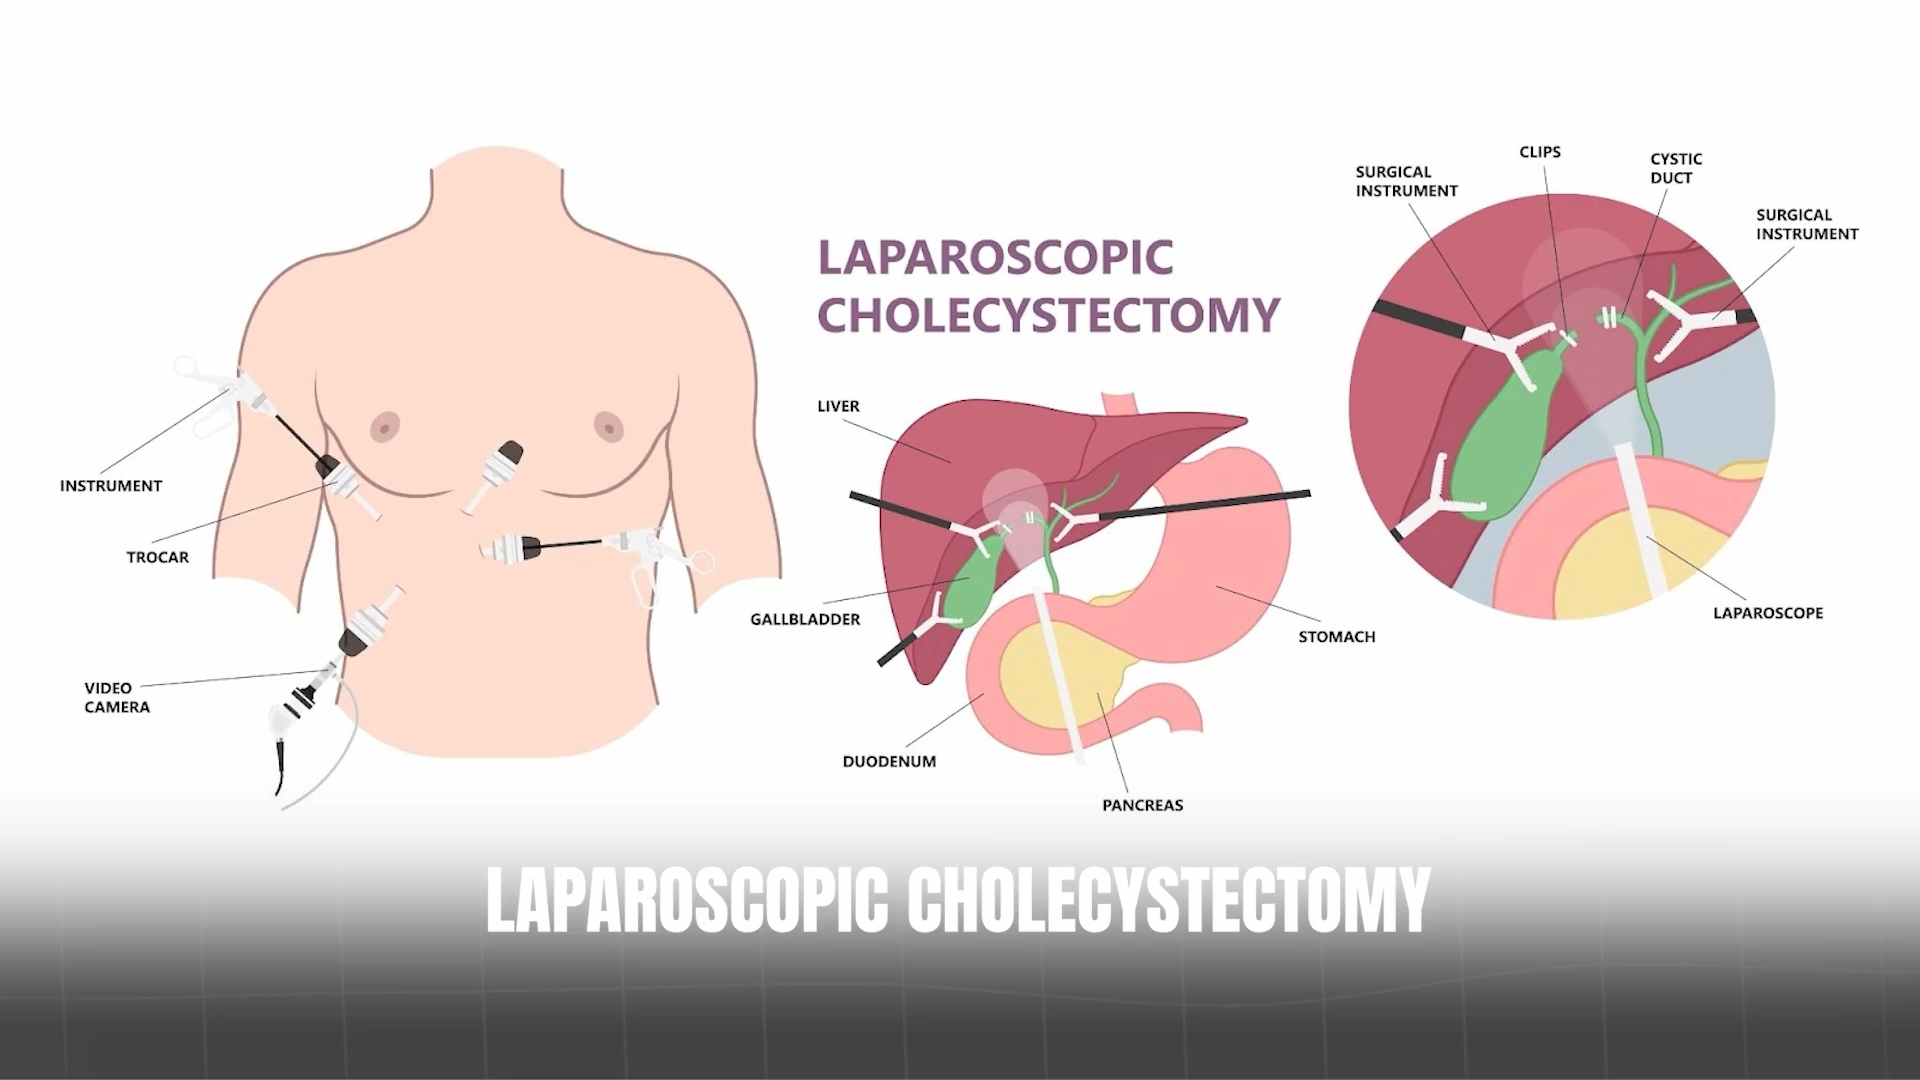 INSTRUMENT
TROCAR
VIDEO
CAMERA
LAPAROSCOPIC
CHOLECYSTECTOMY
LIVER
GALLBLADDER
DUODENUM
PANCREAS
STOMACH
SURGICAL
INSTRUMENT
CLIPS
CYSTIC
DUCT
SURGICAL
INSTRUMENT
LAPAROSCOPE
LAPAROSCOPIC CHOLECYSTECTOMY